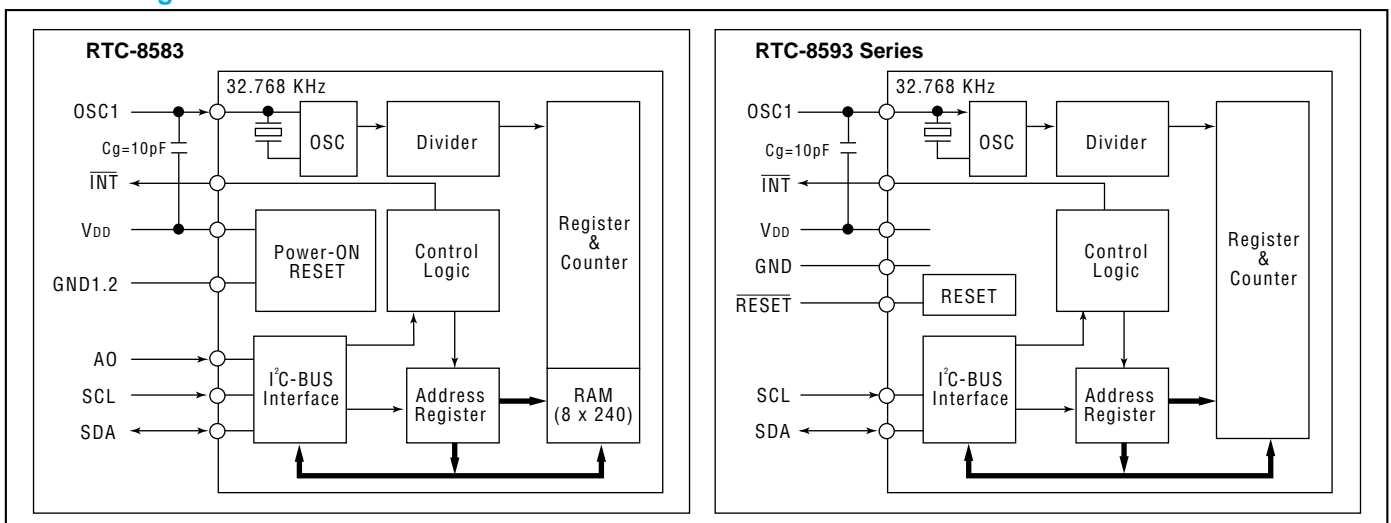 RTC-8583
32.768 KHz
OSC1
Cg=10pF
OSC
Divider
INT
VDD
Power-ON
RESET
Control
Logic
Register
&
Counter
GND1.2
AO
SCL
SDA
I²C-BUS
Interface
Address
Register
RAM
(8 x 240)
RTC-8593 Series
32.768 KHz
OSC1
Cg=10pF
OSC
Divider
INT
VDD
GND
RESET
RESET
Control
Logic
Register
&
Counter
SCL
SDA
I²C-BUS
Interface
Address
Register